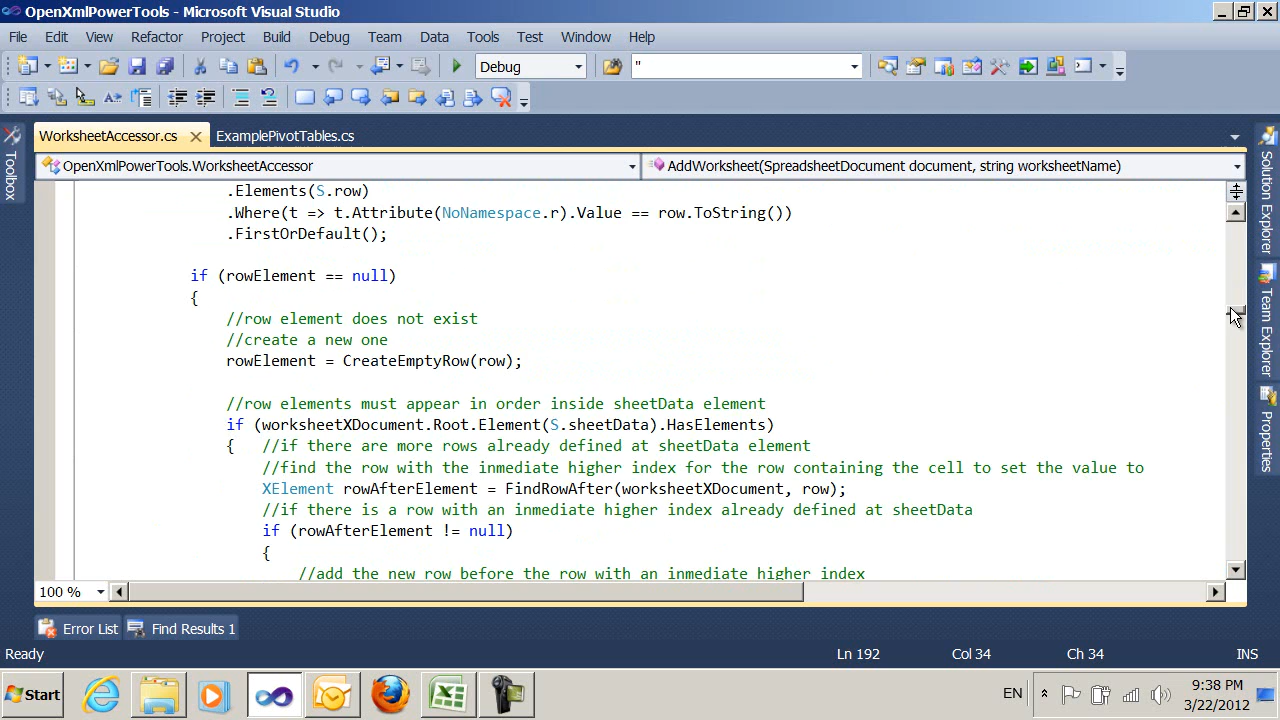 OpenXmlPowerTools - Microsoft Visual Studio
File Edit View Refactor Project Build Debug Team Data Tools Test Window Help
Debug "
WorksheetAccessor.cs ExamplePivotTables.cs
OpenXmlPowerTools.WorksheetAccessor AddWorksheet(SpreadsheetDocument document, string worksheetName)
.Elements(S.row)
.Where(t => t.Attribute(NoNamespace.r).Value == row.ToString())
.FirstOrDefault();
if (rowElement == null)
{
//row element does not exist
//create a new one
rowElement = CreateEmptyRow(row);
//row elements must appear in order inside sheetData element
if (worksheetXDocument.Root.Element(S.sheetData).HasElements)
{ //if there are more rows already defined at sheetData element
//find the row with the inmediate higher index for the row containing the cell to set the value to
XElement rowAfterElement = FindRowAfter(worksheetXDocument, row);
//if there is a row with an inmediate higher index already defined at sheetData
if (rowAfterElement != null)
{
//add the new row before the row with an inmediate higher index
Toolbox
Solution Explorer
Team Explorer
Properties
100 %
Error List Find Results 1
Ready Ln 192 Col 34 Ch 34 INS
Start EN 9:38 PM
3/22/2012